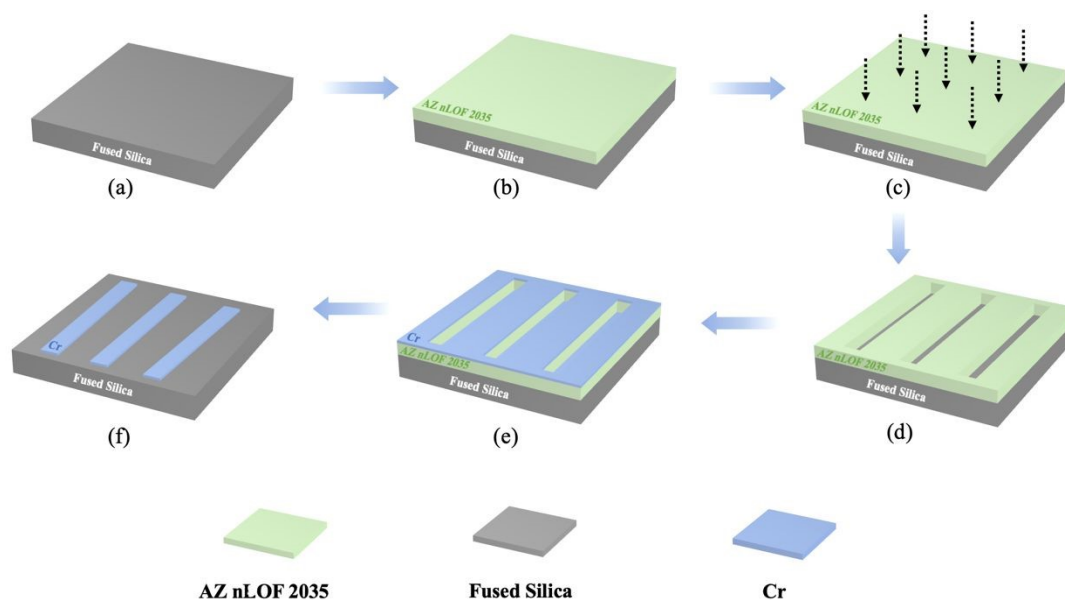 Fused Silica
(a)
AZ nLOF 2035
Fused Silica
(b)
AZ nLOF 2035
Fused Silica
(c)
Cr
Fused Silica
(f)
Cr
AZ nLOF 2035
Fused Silica
(e)
AZ nLOF 2035
Fused Silica
(d)
AZ nLOF 2035
Fused Silica
Cr